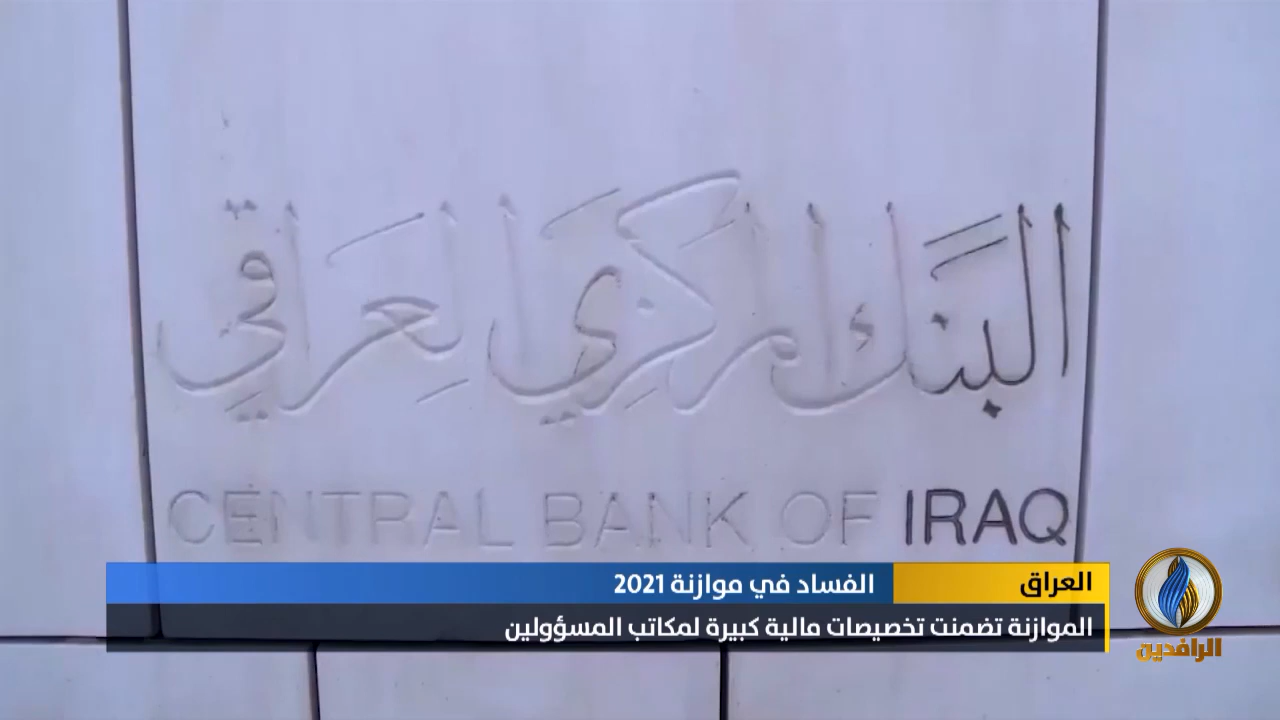 البنك المركزي العراقي
CENTRAL BANK OF IRAQ
العراق
الفساد في موازنة 2021
الموازنة تضمنت تخصيصات مالية كبيرة لمكاتب المسؤولين
الرافدين